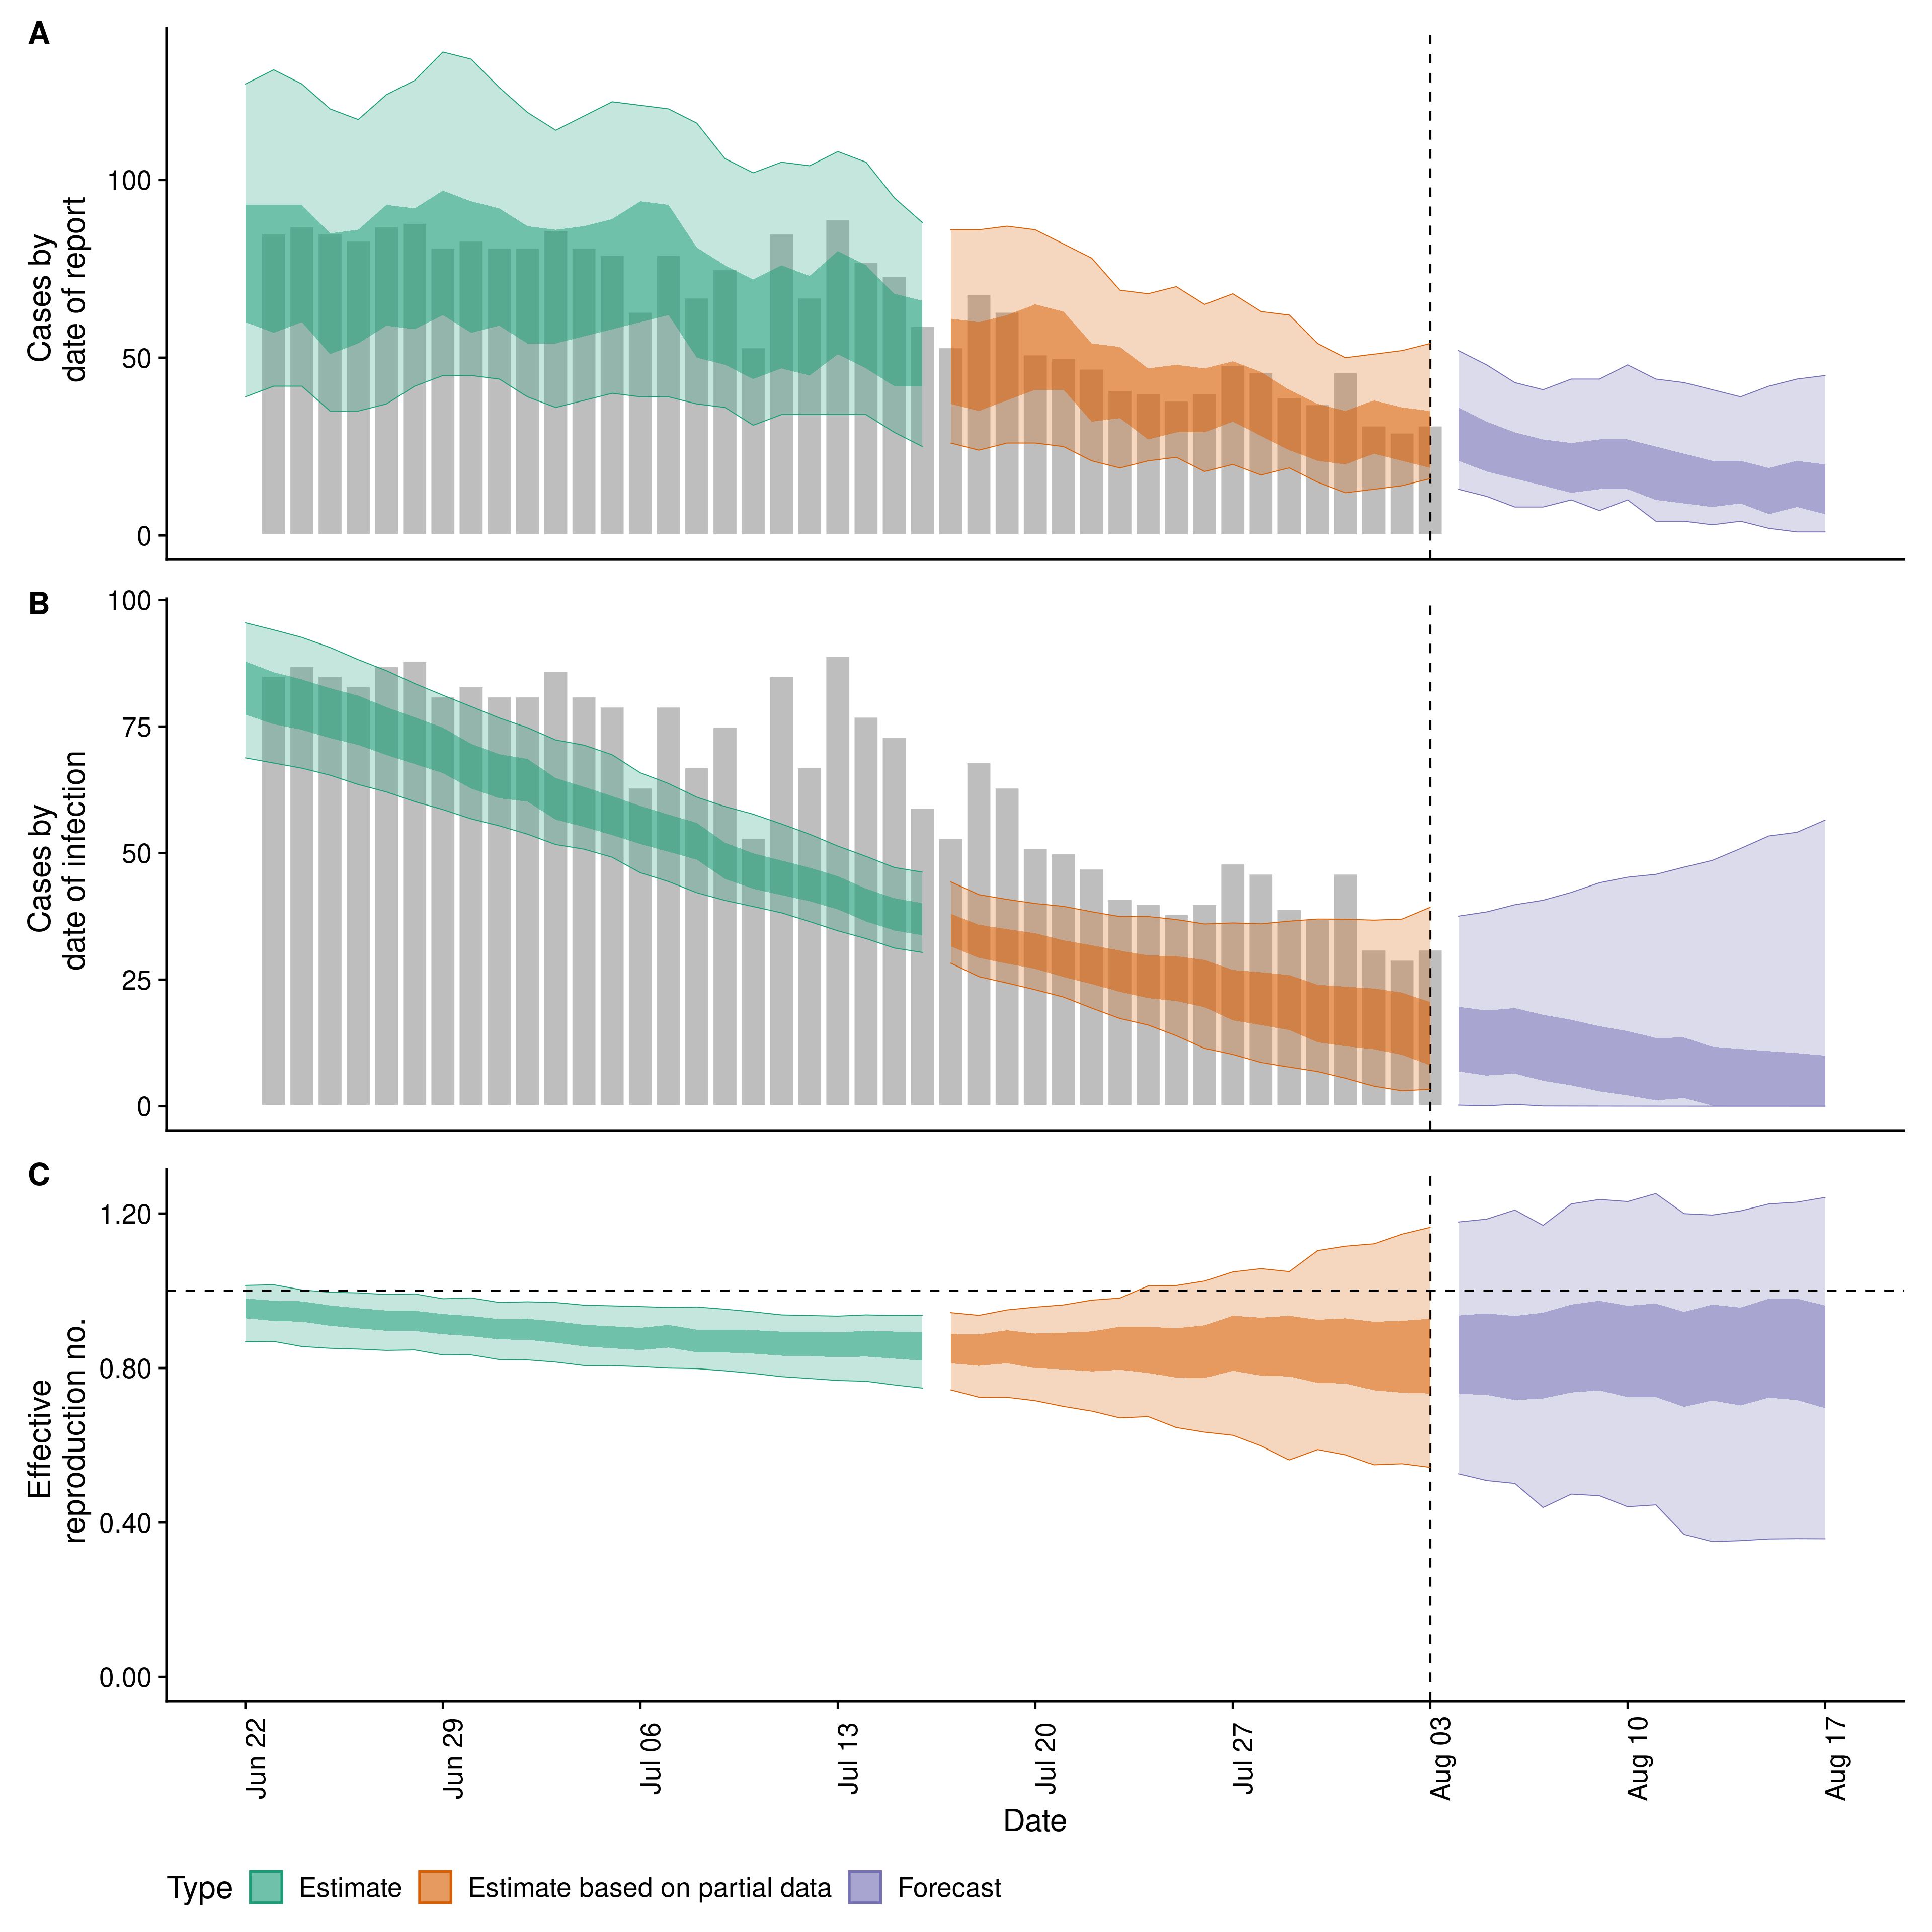 A
Cases by
date of report
100
50
0
B
Cases by
date of infection
100
75
50
25
0
C
Effective
reproduction no.
1.20
0.80
0.40
0.00
Jun 22
Jun 29
Jul 06
Jul 13
Jul 20
Jul 27
Aug 03
Aug 10
Aug 17
Date
Type Estimate Estimate based on partial data Forecast